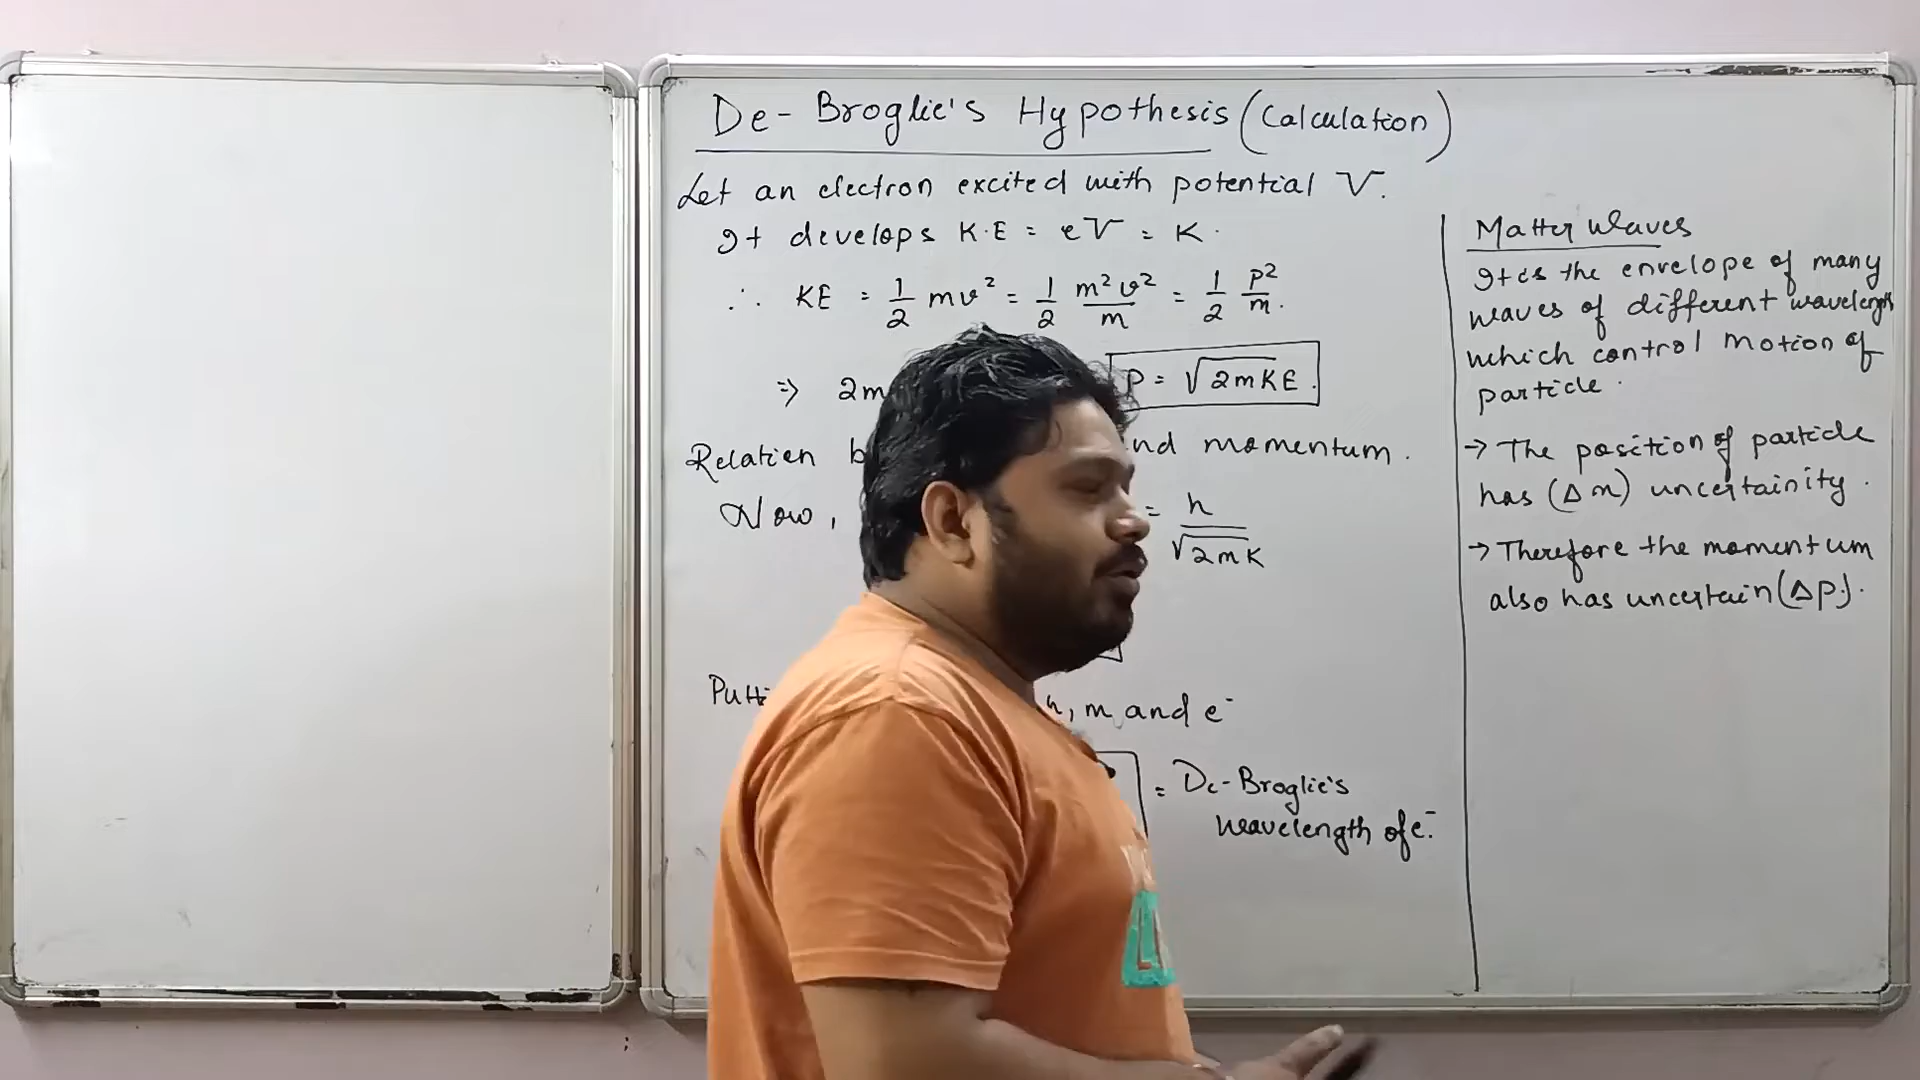 De-Broglie's Hypothesis (Calculation)
Let an electron excited with potential V.
It develops K.E = eV = K.
∴ KE = 1/2 mv² = 1/2 m²v²/m = 1/2 p²/m.
⇒ 2m
P = √2mKE.
Relation b nd momentum.
Now, = h/√2mK
Putti h, m and e⁻
= De-Broglie's
wavelength of e⁻.
Matter Waves
It is the envelope of many
waves of different wavelength
which control motion of
particle.
→ The position of particle
has (Δx) uncertainity.
→ Therefore the momentum
also has uncertain (Δp).